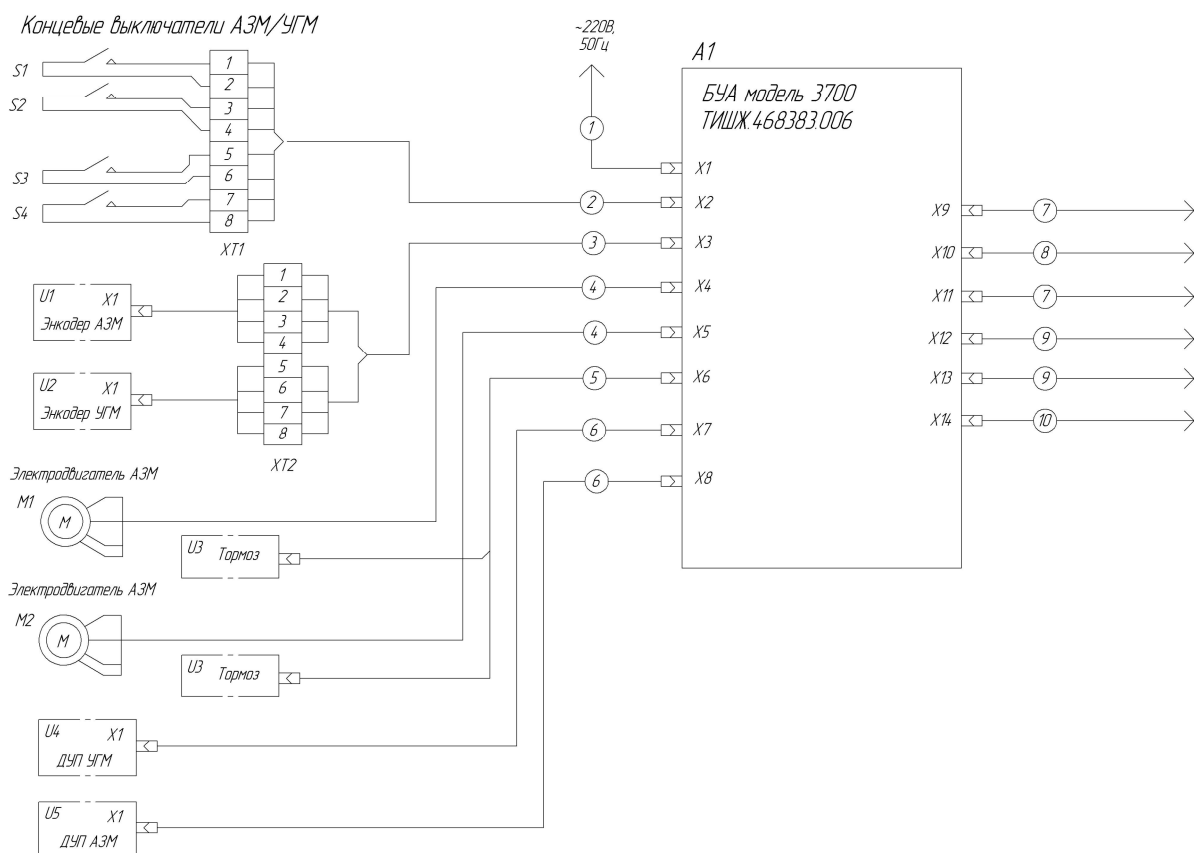 Концевые выключатели АЗМ/УГМ
S1
S2
S3
S4
1
2
3
4
5
6
7
8
XT1
~220В,
50Гц
1
2
3
4
4
5
6
6
A1
БУА модель 3700
ТИШЖ.468383.006
X1
X2
X3
X4
X5
X6
X7
X8
X9
X10
X11
X12
X13
X14
7
8
7
9
9
10
U1 X1
Энкодер АЗМ
U2 X1
Энкодер УГМ
1
2
3
4
5
6
7
8
XT2
Электродвигатель АЗМ
M1
M
U3 Тормоз
Электродвигатель АЗМ
M2
M
U3 Тормоз
U4 X1
ДУП УГМ
U5 X1
ДУП АЗМ